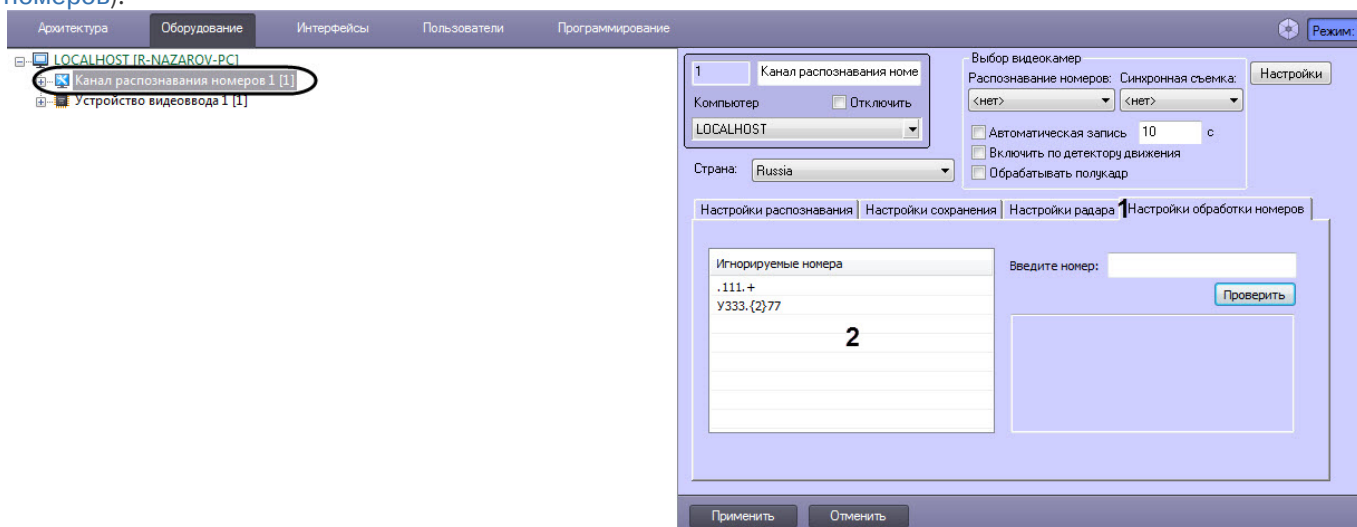 номеров).
Архитектура Оборудование Интерфейсы Пользователи Программирование Режим:
LOCALHOST [R-NAZAROV-PC]
Канал распознавания номеров 1 [1]
Устройство видеоввода 1 [1]
1 Канал распознавания номе
Компьютер Отключить
LOCALHOST
Страна: Russia
Выбор видеокамер
Распознавание номеров: Синхронная съемка:
<нет> <нет>
Настройки
Автоматическая запись 10 с
Включить по детектору движения
Обрабатывать полукадр
Настройки распознавания Настройки сохранения Настройки радара 1 Настройки обработки номеров
Игнорируемые номера
.111.+
У333.{2}77
2
Введите номер:
Проверить
Применить Отменить